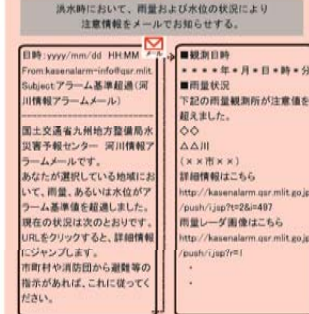 洪水時において、雨量および水位の状況により
注意情報をメールでお知らせする。
日時:yyyy/mm/dd HH:MM
メール
From:kasenalarm-info@qsr.mlit
Subject:アラーム基準超過(河
川情報アラームメール)
国土交通省九州地方整備局水
災害予報センター 河川情報ア
ラームメールです。
あなたが選択している地域にお
いて、雨量、あるいは水位がア
ラーム基準値を超過しました。
現在の状況は次のとおりです。
URLをクリックすると、詳細情報
にジャンプします。
市町村や消防団から避難等の
指示があれば、これに従ってく
ださい。
■観測日時
****年*月*日*時*分
■雨量状況
下記の雨量観測所が注意値を
超えました。
◇◇
△△川
(××市××)
詳細情報はこちら
http://kasenalarm.qsr.mlit.go.jp
/push/i.jsp?t=2&i=497
雨量レーダ画像はこちら
http://kasenalarm.qsr.mlit.go.jp
/push/i.jsp?r=1